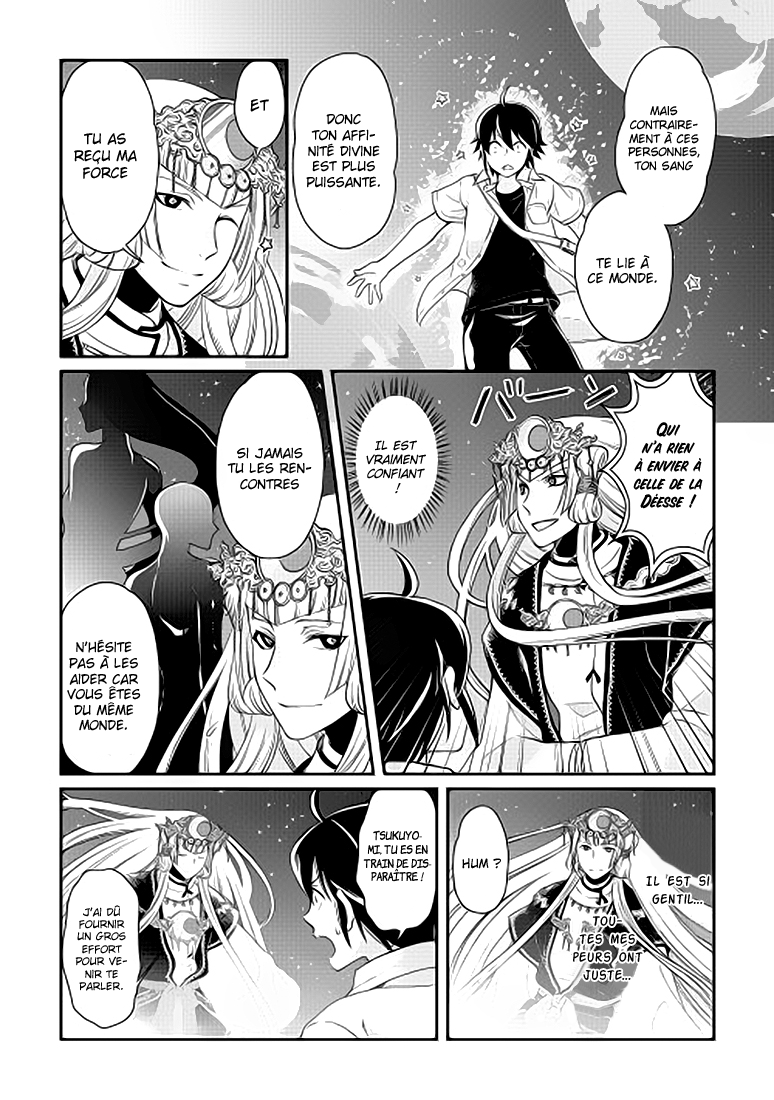 MAIS
CONTRAIRE-
MENT À CES
PERSONNES,
TON SANG
TE LIE À
CE MONDE.
DONC
TON AFFI-
NITÉ DIVINE
EST PLUS
PUISSANTE.
ET
TU AS
REÇU MA
FORCE
QUI
N'A RIEN
À ENVIER À
CELLE DE LA
DÉESSE !
バーン
IL EST
VRAIMENT
CONFIANT
!
SI JAMAIS
TU LES REN-
CONTRES
N'HÉSITE
PAS À LES
AIDER CAR
VOUS ÊTES
DU MÊME
MONDE.
HUM ?
IL EST SI
GENTIL...
TOU-
TES MES
PEURS ONT
JUSTE...
TSUKUYO-
MI, TU ES EN
TRAIN DE DIS-
PARAÎTRE !
J'AI DÛ
FOURNIR
UN GROS
EFFORT
POUR VE-
NIR TE
PARLER.